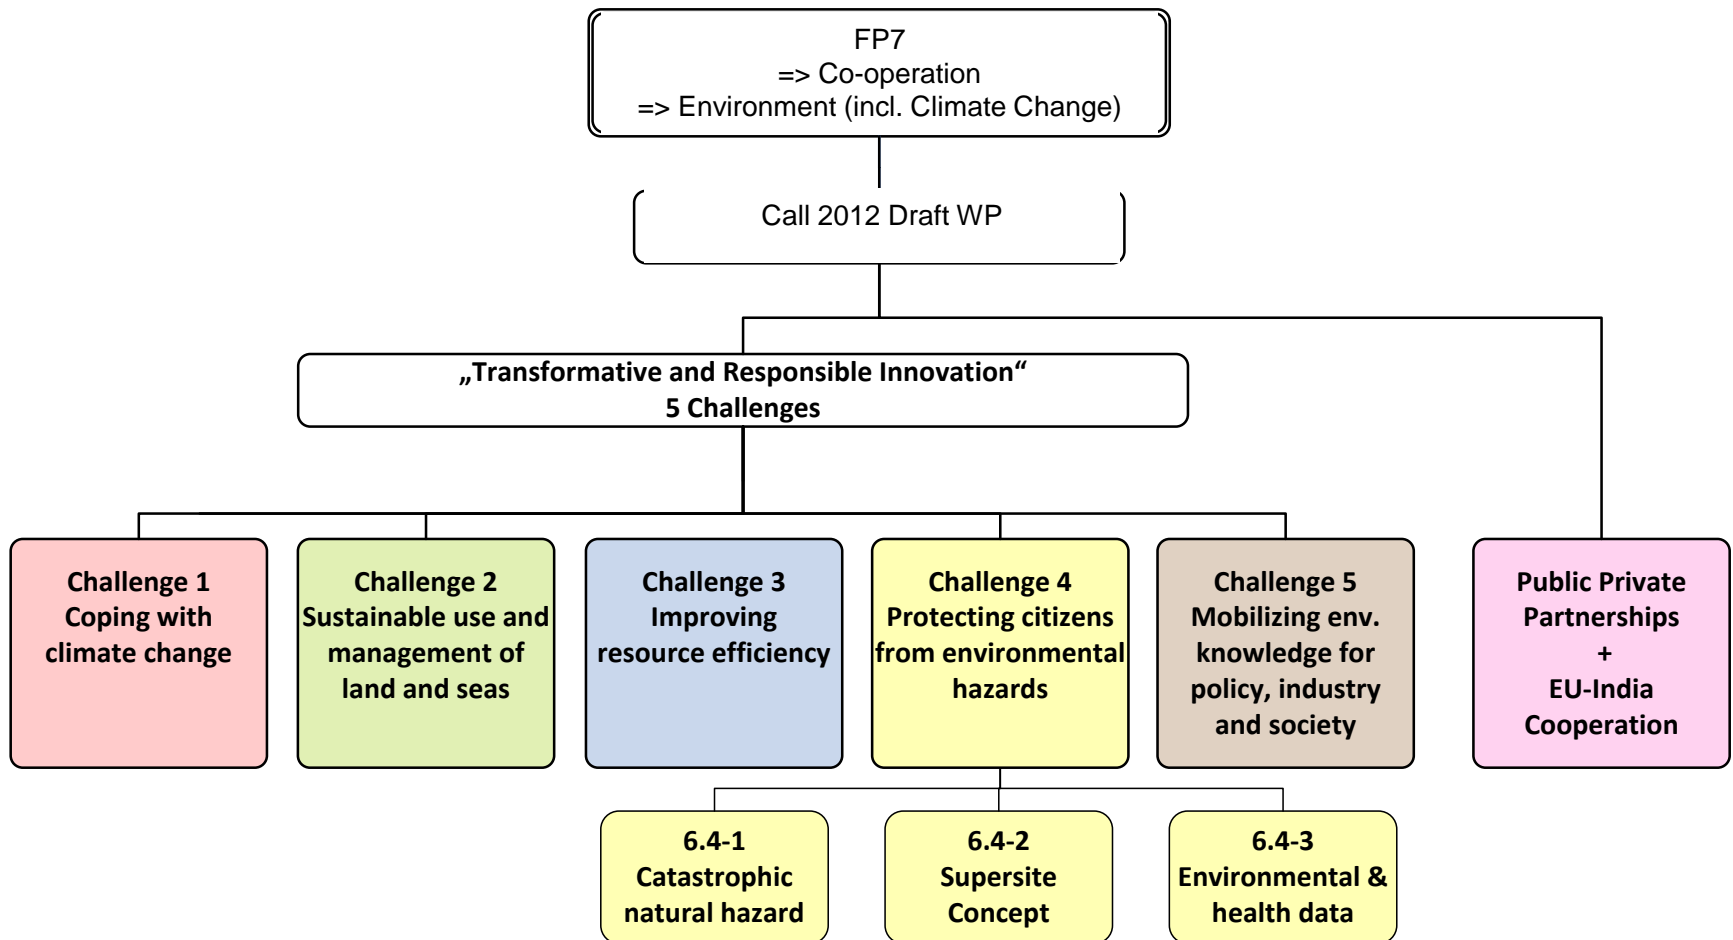 FP7
=> Co-operation
=> Environment (incl. Climate Change)
Call 2012 Draft WP
„Transformative and Responsible Innovation“
5 Challenges
Challenge 1
Coping with
climate change
Challenge 2
Sustainable use and
management of
land and seas
Challenge 3
Improving
resource efficiency
Challenge 4
Protecting citizens
from environmental
hazards
Challenge 5
Mobilizing env.
knowledge for
policy, industry
and society
Public Private
Partnerships
+
EU-India
Cooperation
6.4-1
Catastrophic
natural hazard
6.4-2
Supersite
Concept
6.4-3
Environmental &
health data